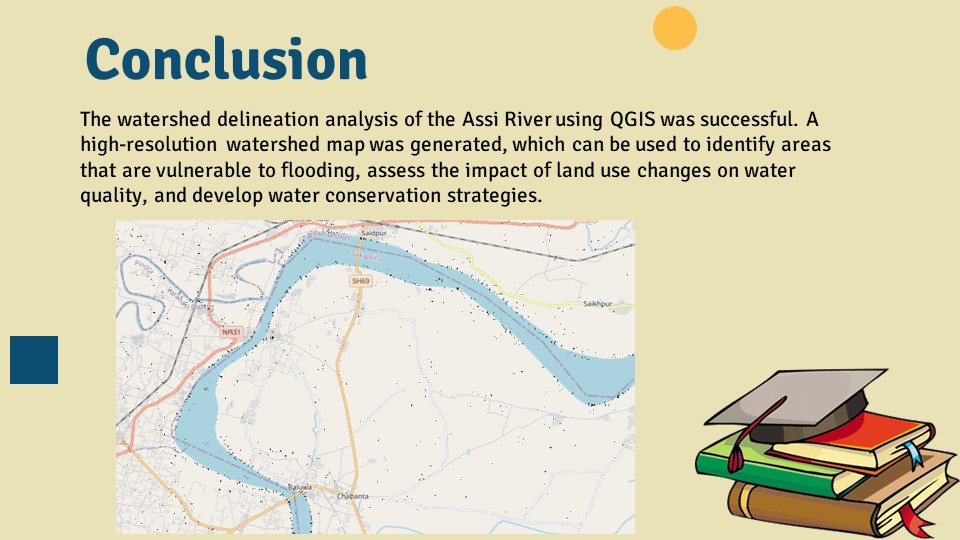 Conclusion
The watershed delineation analysis of the Assi River using QGIS was successful. A
high-resolution watershed map was generated, which can be used to identify areas
that are vulnerable to flooding, assess the impact of land use changes on water
quality, and develop water conservation strategies.
Saidpur
SH69
Saikhpur
NH31
Baluwa
Chahanta